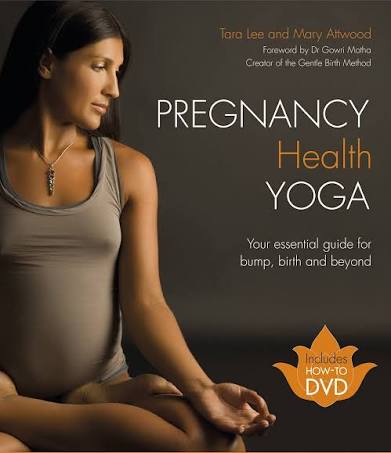 Tara Lee and Mary Attwood
Foreword by Dr Gowri Motha
Creator of the Gentle Birth Method
PREGNANCY
Health
YOGA
Your essential guide for
bump, birth and beyond
Includes
HOW-TO
DVD